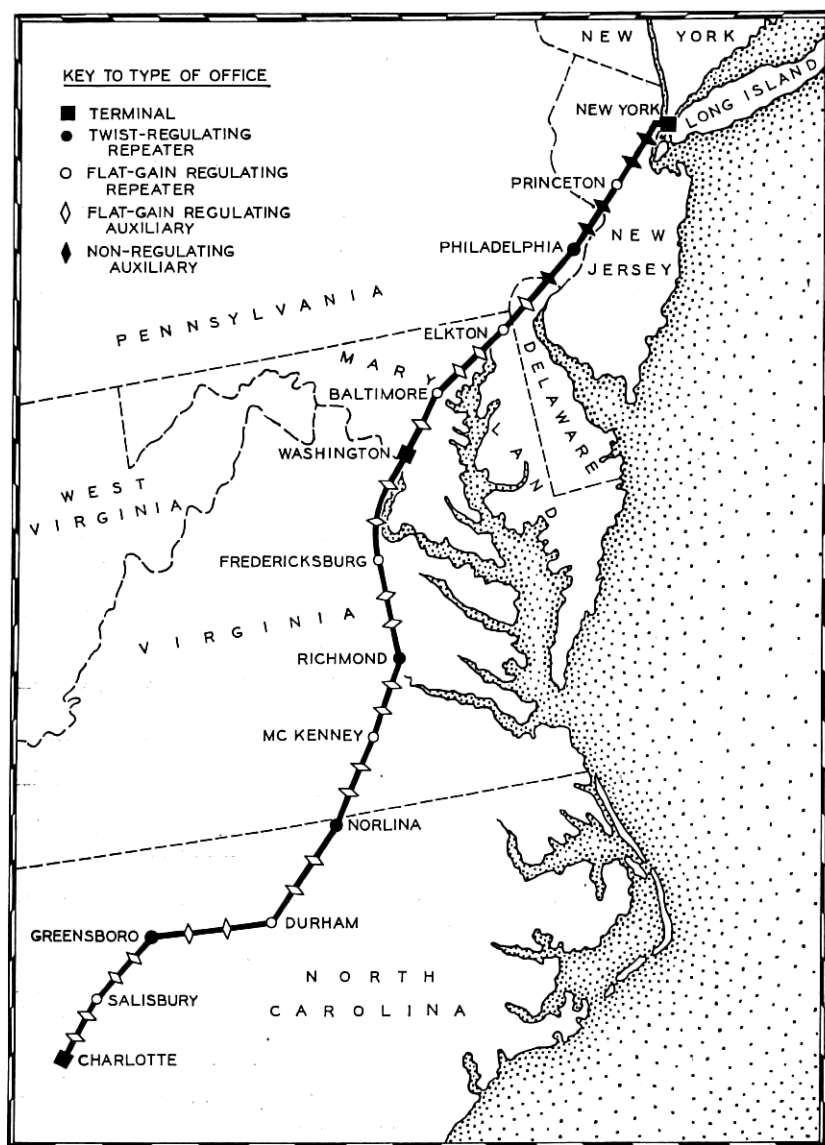 KEY TO TYPE OF OFFICE
TERMINAL
TWIST-REGULATING
REPEATER
FLAT-GAIN REGULATING
REPEATER
FLAT-GAIN REGULATING
AUXILIARY
NON-REGULATING
AUXILIARY
NEW YORK
LONG ISLAND
NEW YORK
PRINCETON
PHILADELPHIA
NEW
JERSEY
PENNSYLVANIA
ELKTON
MARY
LAND
DELAWARE
BALTIMORE
WASHINGTON
WEST
VIRGINIA
FREDERICKSBURG
VIRGINIA
RICHMOND
MC KENNEY
NORLINA
DURHAM
GREENSBORO
SALISBURY
NORTH
CAROLINA
CHARLOTTE